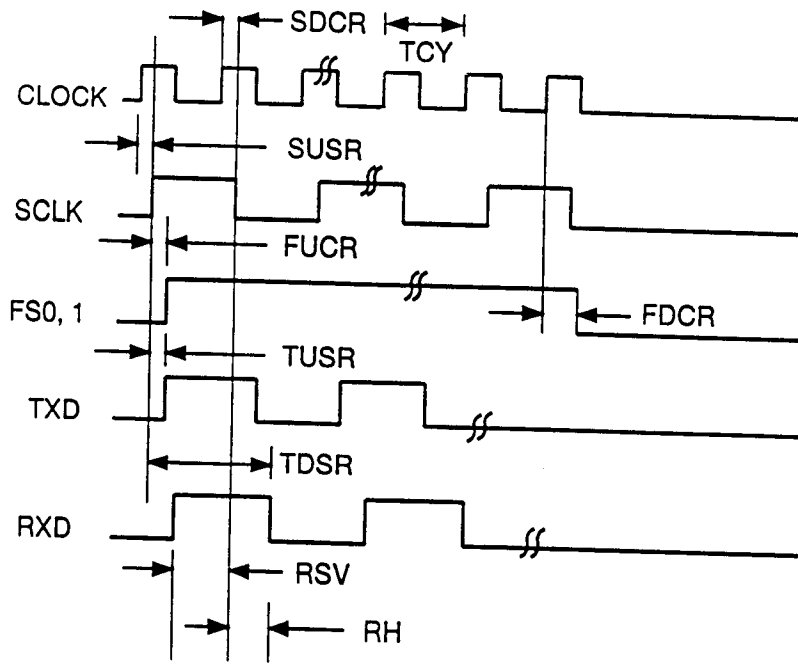 SDCR
TCY
CLOCK
SUSR
SCLK
FUCR
FS0, 1
FDCR
TUSR
TXD
TDSR
RXD
RSV
RH